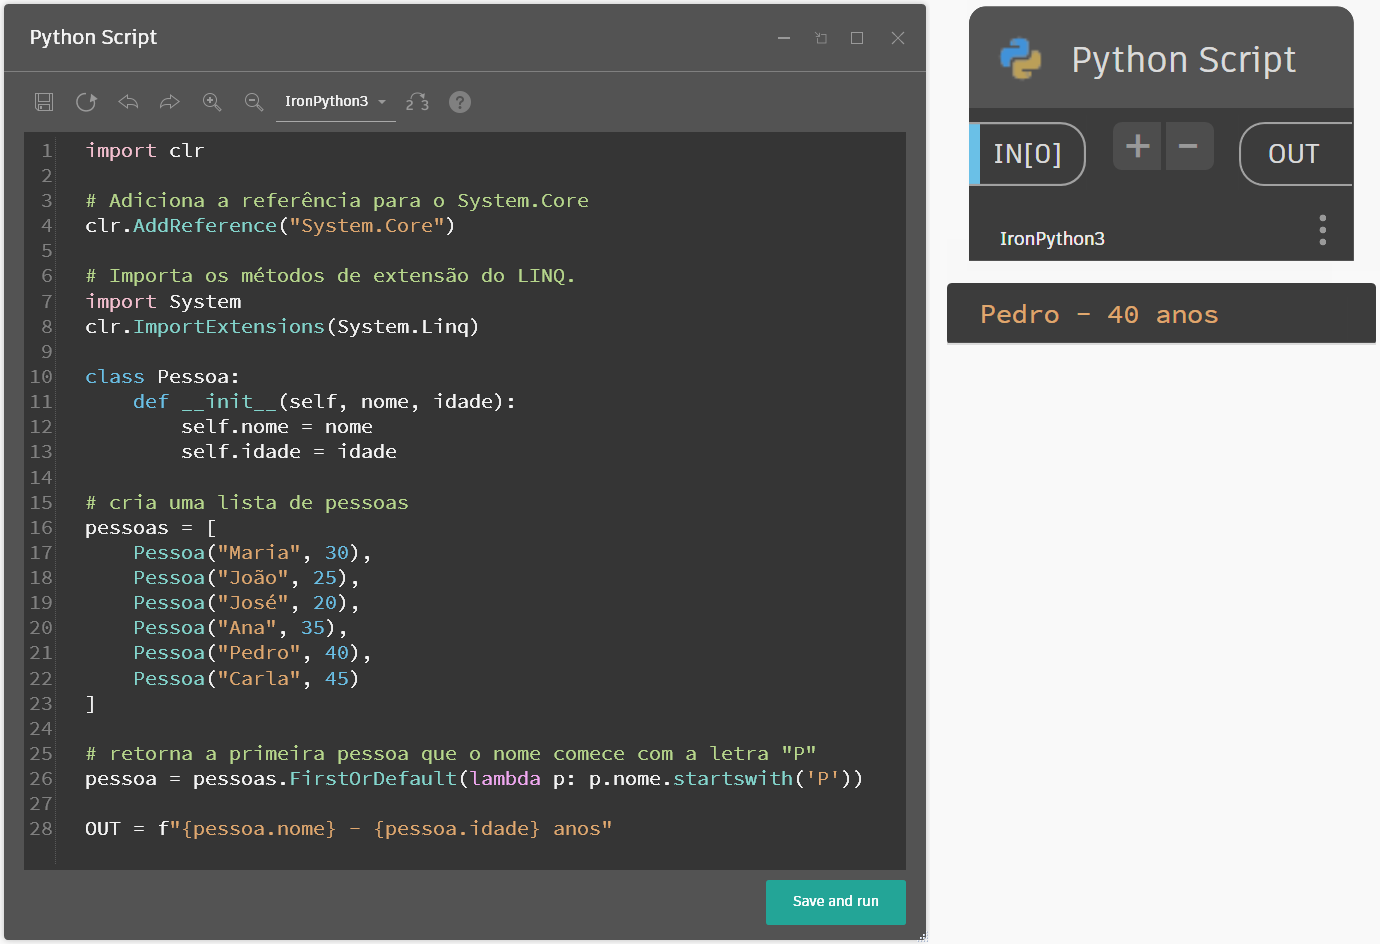 Python Script
IronPython3
2 3
?
1 import clr
2
3 # Adiciona a referência para o System.Core
4 clr.AddReference("System.Core")
5
6 # Importa os métodos de extensão do LINQ.
7 import System
8 clr.ImportExtensions(System.Linq)
9
10 class Pessoa:
11     def __init__(self, nome, idade):
12         self.nome = nome
13         self.idade = idade
14
15 # cria uma lista de pessoas
16 pessoas = [
17     Pessoa("Maria", 30),
18     Pessoa("João", 25),
19     Pessoa("José", 20),
20     Pessoa("Ana", 35),
21     Pessoa("Pedro", 40),
22     Pessoa("Carla", 45)
23 ]
24
25 # retorna a primeira pessoa que o nome comece com a letra "P"
26 pessoa = pessoas.FirstOrDefault(lambda p: p.nome.startswith('P'))
27
28 OUT = f"{pessoa.nome} - {pessoa.idade} anos"
Save and run
Python Script
IN[0] + - OUT
IronPython3
Pedro - 40 anos